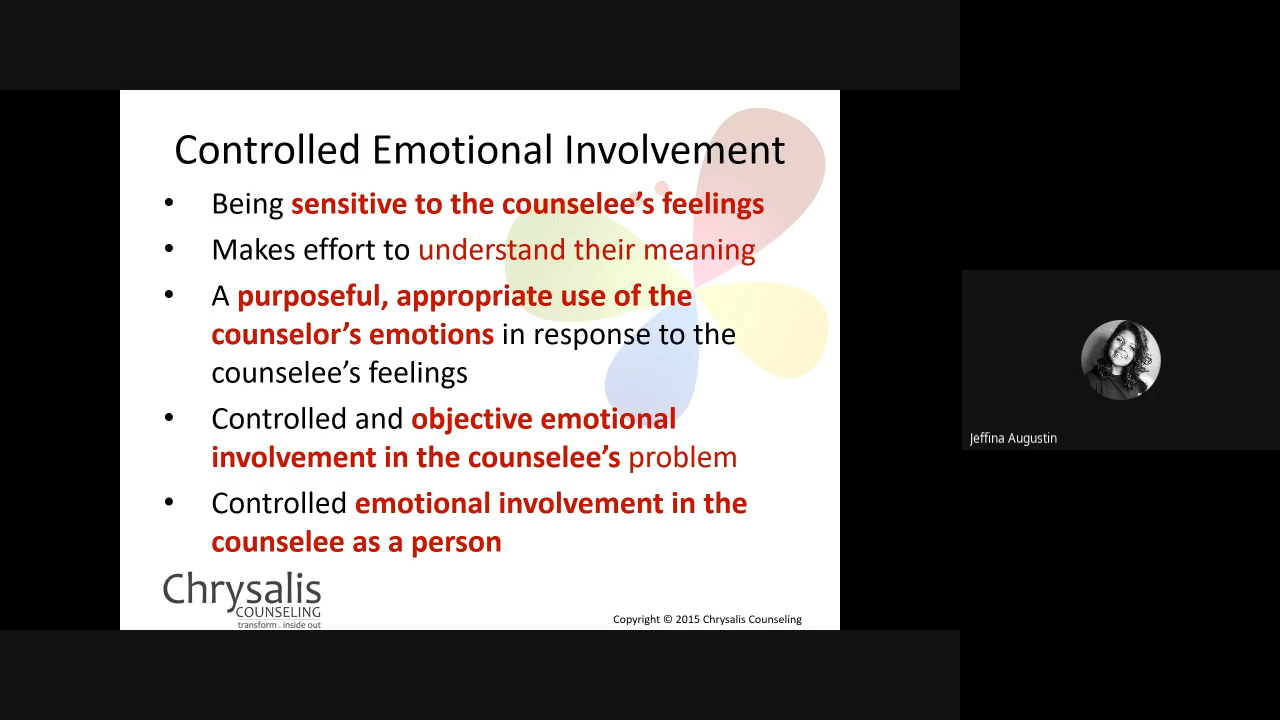 Controlled Emotional Involvement
• Being sensitive to the counselee’s feelings
• Makes effort to understand their meaning
• A purposeful, appropriate use of the
counselor’s emotions in response to the
counselee’s feelings
• Controlled and objective emotional
involvement in the counselee’s problem
• Controlled emotional involvement in the
counselee as a person
Chrysalis
COUNSELING
transform . inside out
Copyright © 2015 Chrysalis Counseling
Jeffina Augustin